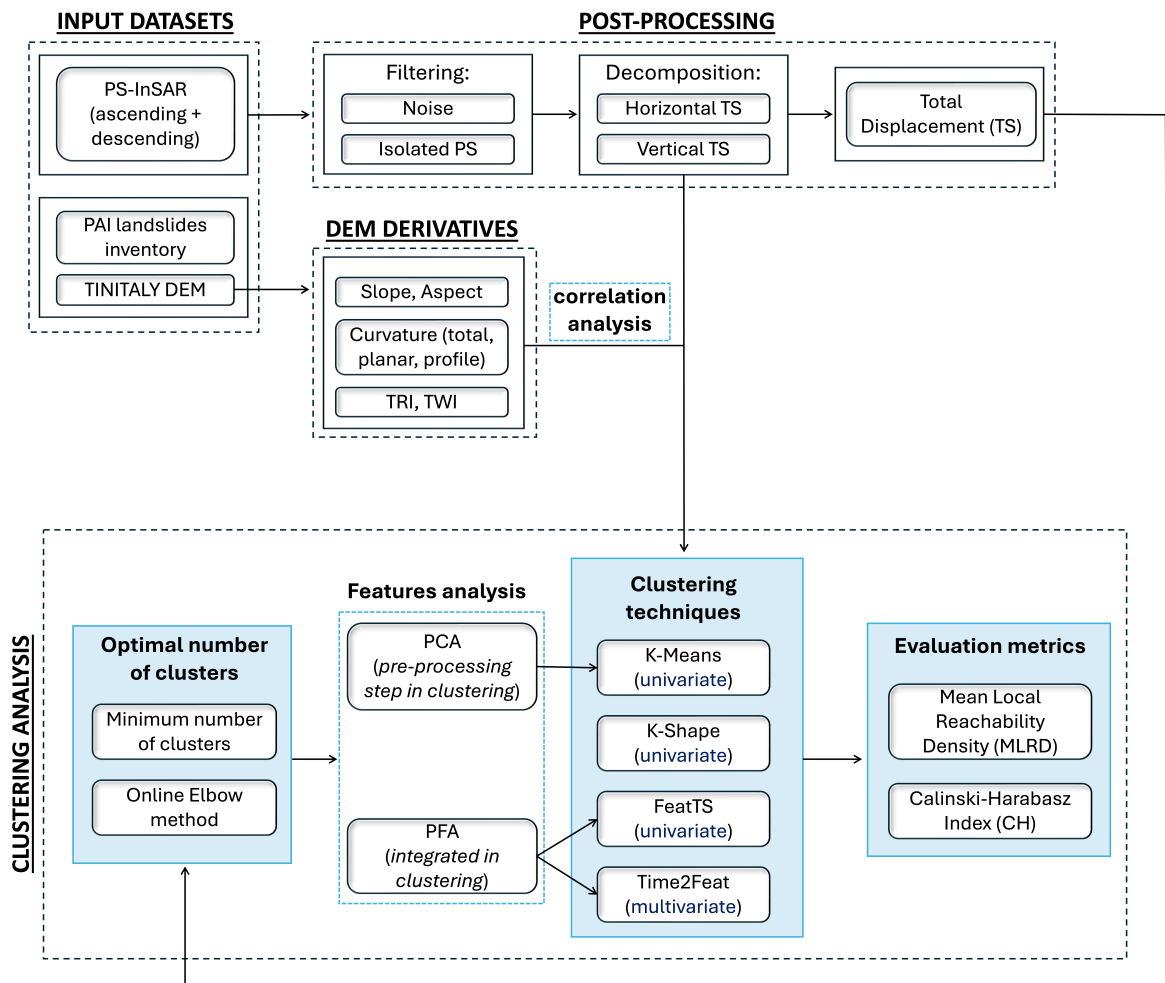 INPUT DATASETS
POST-PROCESSING
PS-InSAR
(ascending +
descending)
Filtering:
Noise
Isolated PS
Decomposition:
Horizontal TS
Vertical TS
Total
Displacement (TS)
PAI landslides
inventory
TINITALY DEM
DEM DERIVATIVES
Slope, Aspect
Curvature (total,
planar, profile)
TRI, TWI
correlation
analysis
CLUSTERING ANALYSIS
Optimal number
of clusters
Minimum number
of clusters
Online Elbow
method
Features analysis
PCA
(pre-processing
step in clustering)
PFA
(integrated in
clustering)
Clustering
techniques
K-Means
(univariate)
K-Shape
(univariate)
FeatTS
(univariate)
Time2Feat
(multivariate)
Evaluation metrics
Mean Local
Reachability
Density (MLRD)
Calinski-Harabasz
Index (CH)